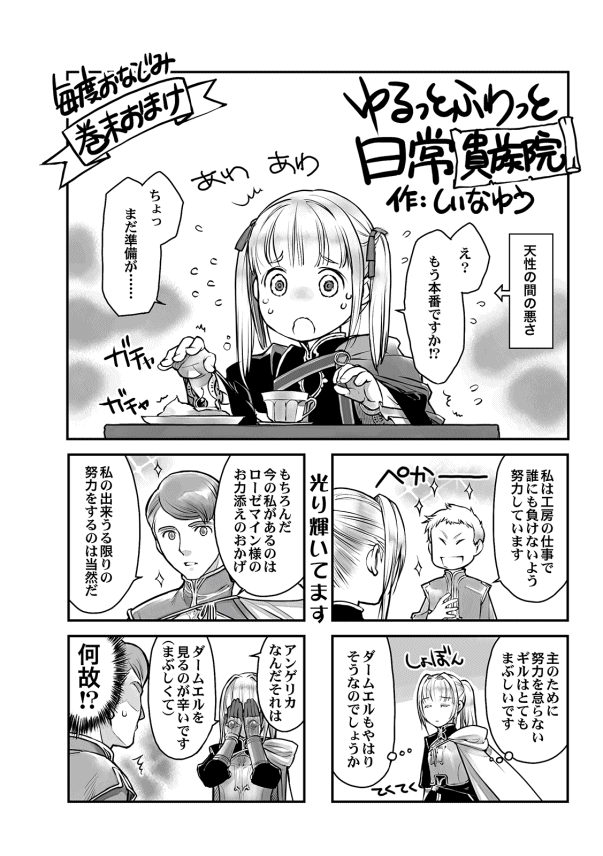 毎度おなじみ
巻末おまけ
ゆるっとふわっと
日常貴族院
作:しいなゆう
あわ あわ
天性の間の悪さ
え?
もう本番ですか!?
ちょっ
まだ準備が……
ガチャ
ガチャ
光り輝いてます
ぺかーー
私は工房の仕事で
誰にも負けないよう
努力しています
もちろんだ
今の私があるのは
ローゼマイン様の
お力添えのおかげ
私の出来うる限りの
努力をするのは当然だ
主のために
努力を怠らない
ギルはとても
まぶしいです
しょぼん
ダームエルもやはり
そうなのでしょうか
てくてく
アンゲリカ
なんだそれは
ダームエルを
見るのが辛いです
(まぶしくて)
何故!?